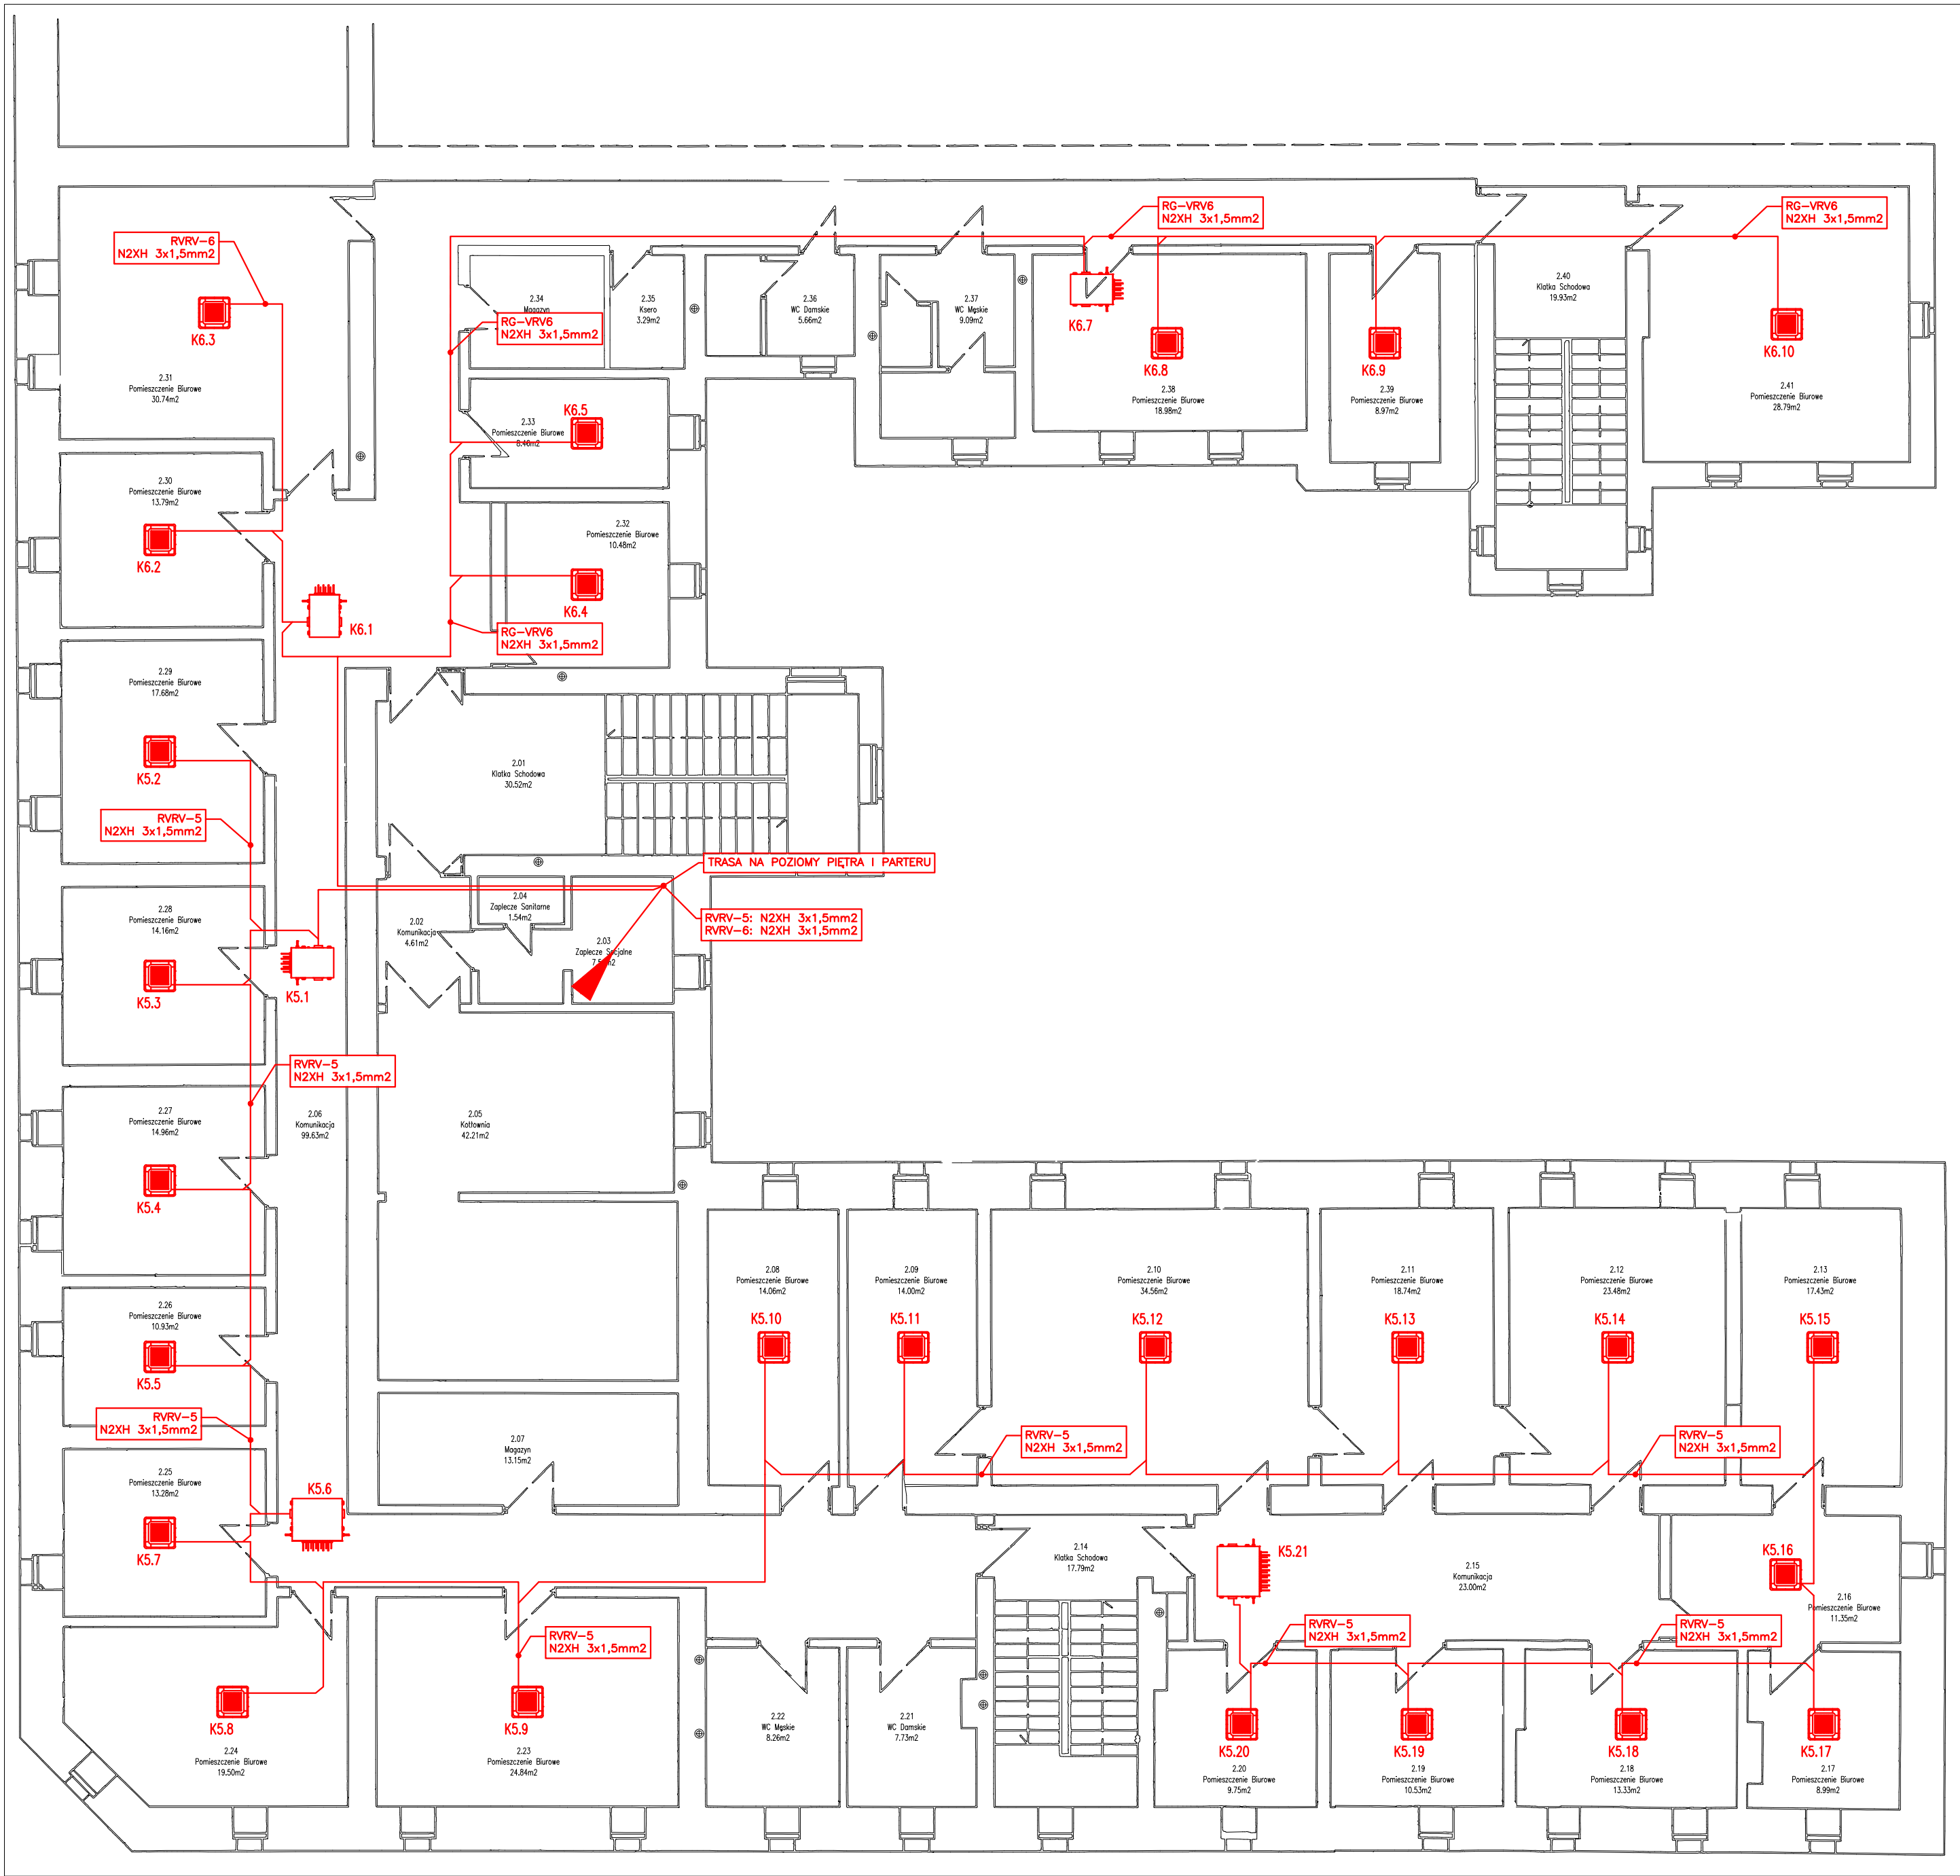 RG-VRV6
N2XH 3x1,5mm2
RG-VRV6
N2XH 3x1,5mm2
RVRV-6
N2XH 3x1,5mm2
K6.3
2.31
Pomieszczenie Biurowe
30.74m2
2.34
Magazyn
RG-VRV6
N2XH 3x1,5mm2
2.35
Ksero
3.29m2
2.36
WC Damskie
5.66m2
2.37
WC Męskie
9.09m2
K6.7
K6.8
2.38
Pomieszczenie Biurowe
18.98m2
K6.9
2.39
Pomieszczenie Biurowe
8.97m2
2.40
Klatka Schodowa
19.93m2
K6.10
2.41
Pomieszczenie Biurowe
28.79m2
K6.5
2.33
Pomieszczenie Biurowe
2.30
Pomieszczenie Biurowe
13.79m2
K6.2
2.32
Pomieszczenie Biurowe
10.48m2
K6.4
K6.1
RG-VRV6
N2XH 3x1,5mm2
2.29
Pomieszczenie Biurowe
17.68m2
K5.2
RVRV-5
N2XH 3x1,5mm2
2.01
Klatka Schodowa
30.52m2
TRASA NA POZIOMY PIĘTRA I PARTERU
RVRV-5: N2XH 3x1,5mm2
RVRV-6: N2XH 3x1,5mm2
2.04
Zaplecze Sanitarne
1.54m2
2.02
Komunikacja
4.61m2
2.03
Zaplecze Socjalne
2.28
Pomieszczenie Biurowe
14.16m2
K5.3
K5.1
RVRV-5
N2XH 3x1,5mm2
2.27
Pomieszczenie Biurowe
14.96m2
K5.4
2.06
Komunikacja
99.63m2
2.05
Kotłownia
42.21m2
2.26
Pomieszczenie Biurowe
10.93m2
K5.5
RVRV-5
N2XH 3x1,5mm2
2.08
Pomieszczenie Biurowe
14.06m2
K5.10
2.09
Pomieszczenie Biurowe
14.00m2
K5.11
2.10
Pomieszczenie Biurowe
34.56m2
K5.12
2.11
Pomieszczenie Biurowe
18.74m2
K5.13
2.12
Pomieszczenie Biurowe
23.48m2
K5.14
2.13
Pomieszczenie Biurowe
17.43m2
K5.15
RVRV-5
N2XH 3x1,5mm2
RVRV-5
N2XH 3x1,5mm2
2.07
Magazyn
13.15m2
2.25
Pomieszczenie Biurowe
13.28m2
K5.6
K5.7
2.14
Klatka Schodowa
17.79m2
K5.21
2.15
Komunikacja
23.00m2
K5.16
2.16
Pomieszczenie Biurowe
11.35m2
RVRV-5
N2XH 3x1,5mm2
RVRV-5
N2XH 3x1,5mm2
RVRV-5
N2XH 3x1,5mm2
K5.8
2.24
Pomieszczenie Biurowe
19.50m2
K5.9
2.23
Pomieszczenie Biurowe
24.84m2
2.22
WC Męskie
8.26m2
2.21
WC Damskie
7.73m2
K5.20
2.20
Pomieszczenie Biurowe
9.75m2
K5.19
2.19
Pomieszczenie Biurowe
10.53m2
K5.18
2.18
Pomieszczenie Biurowe
13.33m2
K5.17
2.17
Pomieszczenie Biurowe
8.99m2